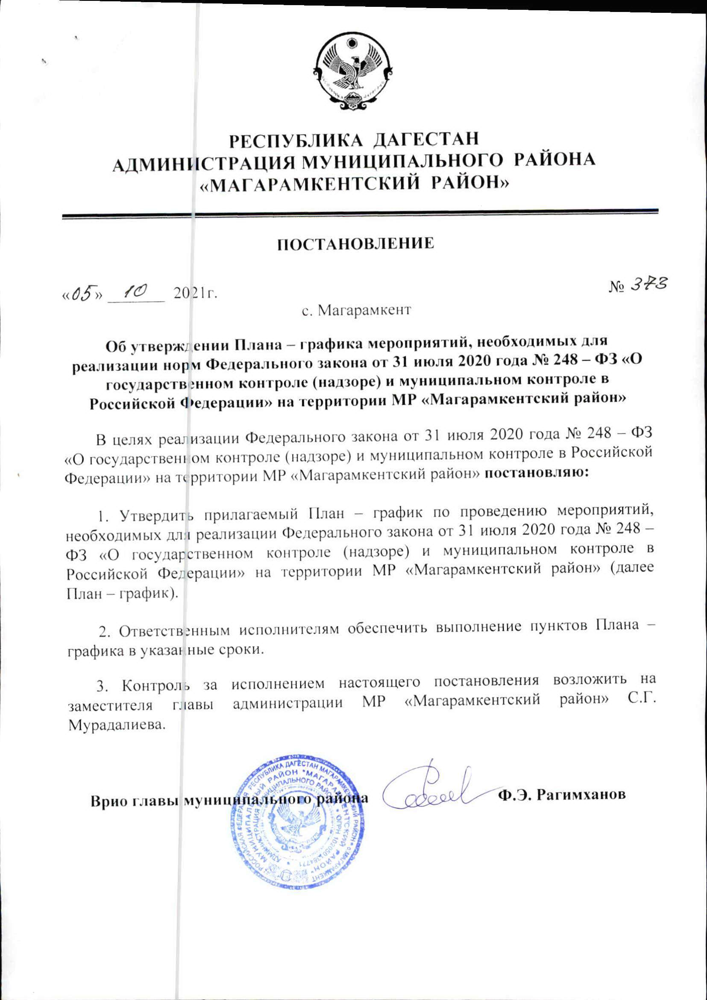 РЕСПУБЛИКА ДАГЕСТАН
АДМИНИСТРАЦИЯ МУНИЦИПАЛЬНОГО РАЙОНА
«МАГАРАМКЕНТСКИЙ РАЙОН»
ПОСТАНОВЛЕНИЕ
«05» 10 2021г. № 373
с. Магарамкент
Об утверждении Плана – графика мероприятий, необходимых для
реализации норм Федерального закона от 31 июля 2020 года № 248 – ФЗ «О
государственном контроле (надзоре) и муниципальном контроле в
Российской Федерации» на территории МР «Магарамкентский район»
В целях реализации Федерального закона от 31 июля 2020 года № 248 – ФЗ
«О государственном контроле (надзоре) и муниципальном контроле в Российской
Федерации» на территории МР «Магарамкентский район» постановляю:
1. Утвердить прилагаемый План – график по проведению мероприятий,
необходимых для реализации Федерального закона от 31 июля 2020 года № 248 –
ФЗ «О государственном контроле (надзоре) и муниципальном контроле в
Российской Федерации» на территории МР «Магарамкентский район» (далее
План – график).
2. Ответственным исполнителям обеспечить выполнение пунктов Плана –
графика в указанные сроки.
3. Контроль за исполнением настоящего постановления возложить на
заместителя главы администрации МР «Магарамкентский район» С.Г.
Мурадалиева.
Врио главы муниципального района Ф.Э. Рагимханов
РОССИЙСКАЯ ФЕДЕРАЦИЯ РЕСПУБЛИКА ДАГЕСТАН МАГАРАМКЕНТСКИЙ РАЙОН с.МАГАРАМКЕНТ
МУНИЦИПАЛЬНЫЙ РАЙОН "МАГАРАМКЕНТСКИЙ РАЙОН"
АДМИНИСТРАЦИЯ МУНИЦИПАЛЬНОГО РАЙОНА * ОГРН 1020501384771